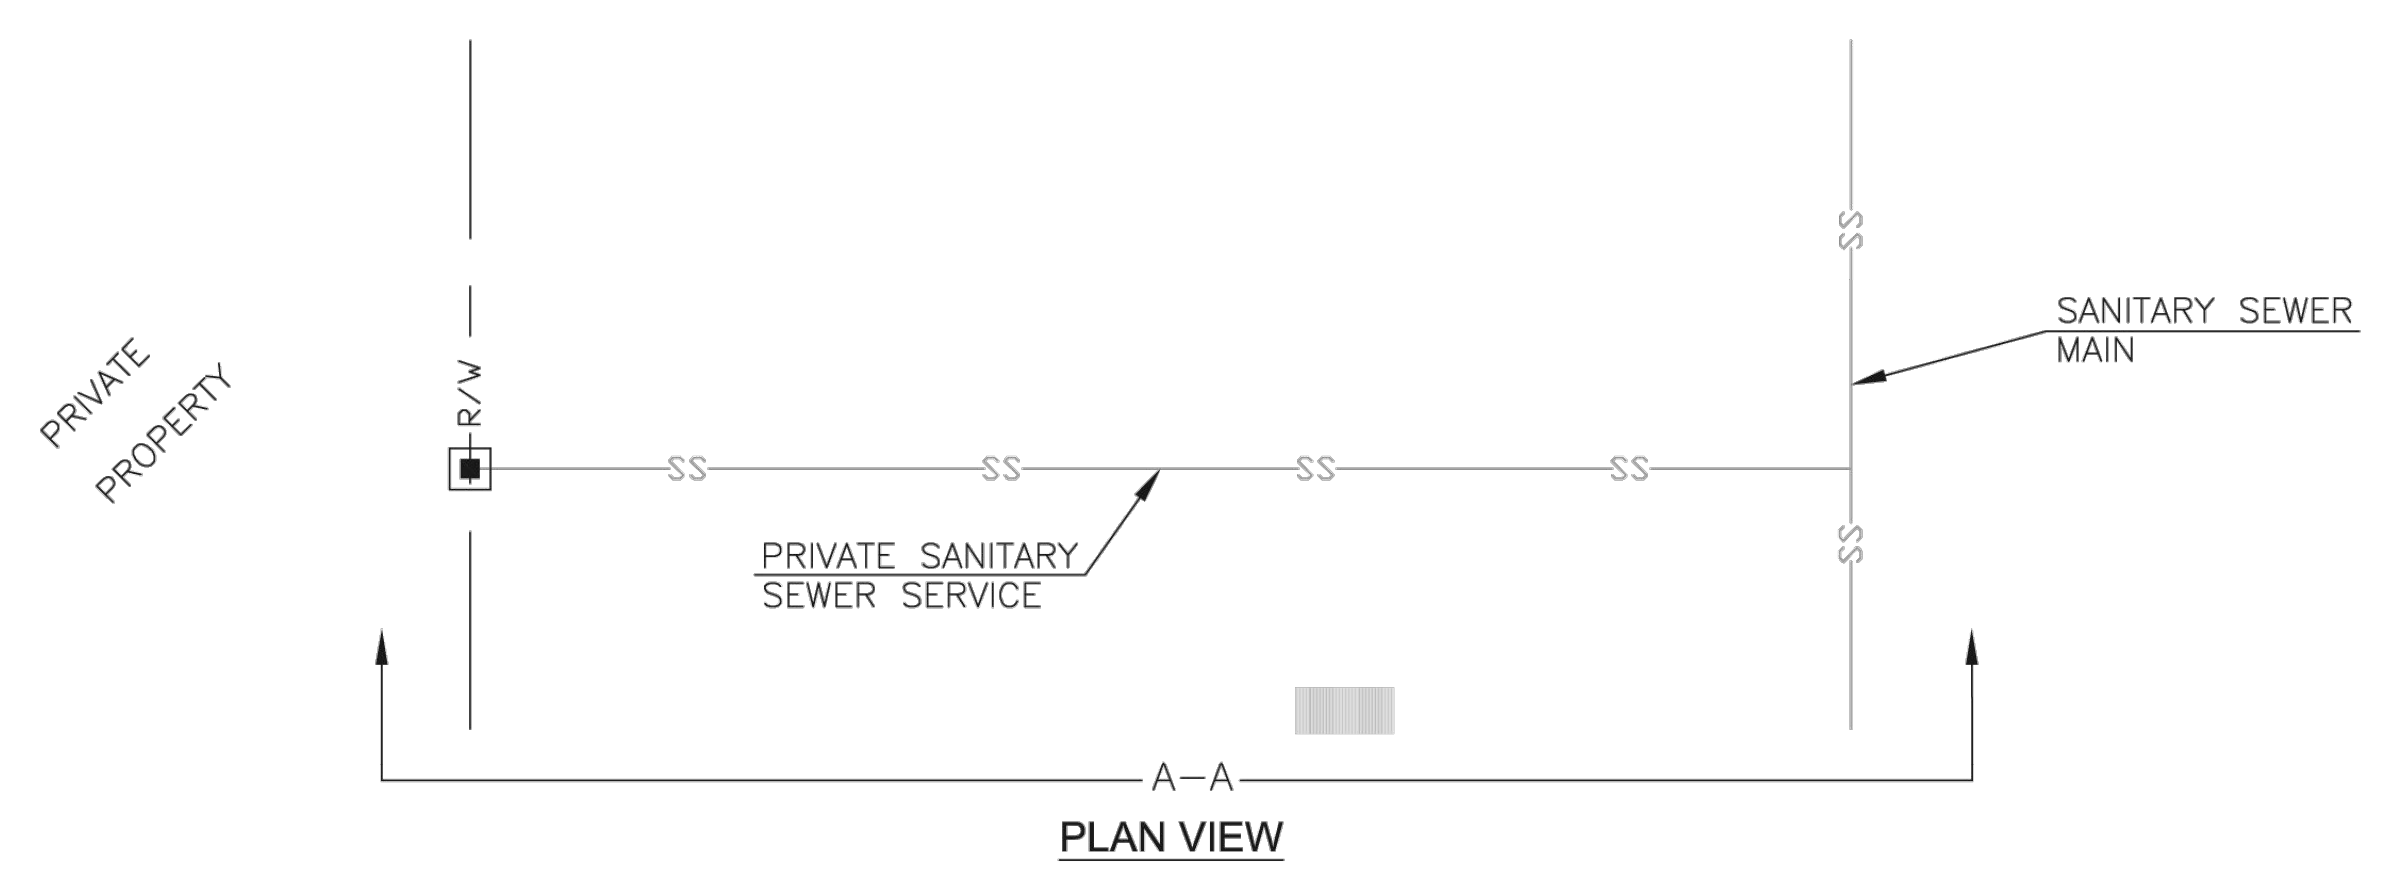 PRIVATE
PROPERTY
R/W
SS
SS
SS
SS
SS
SANITARY SEWER
MAIN
SS
PRIVATE SANITARY
SEWER SERVICE
A-A
PLAN VIEW